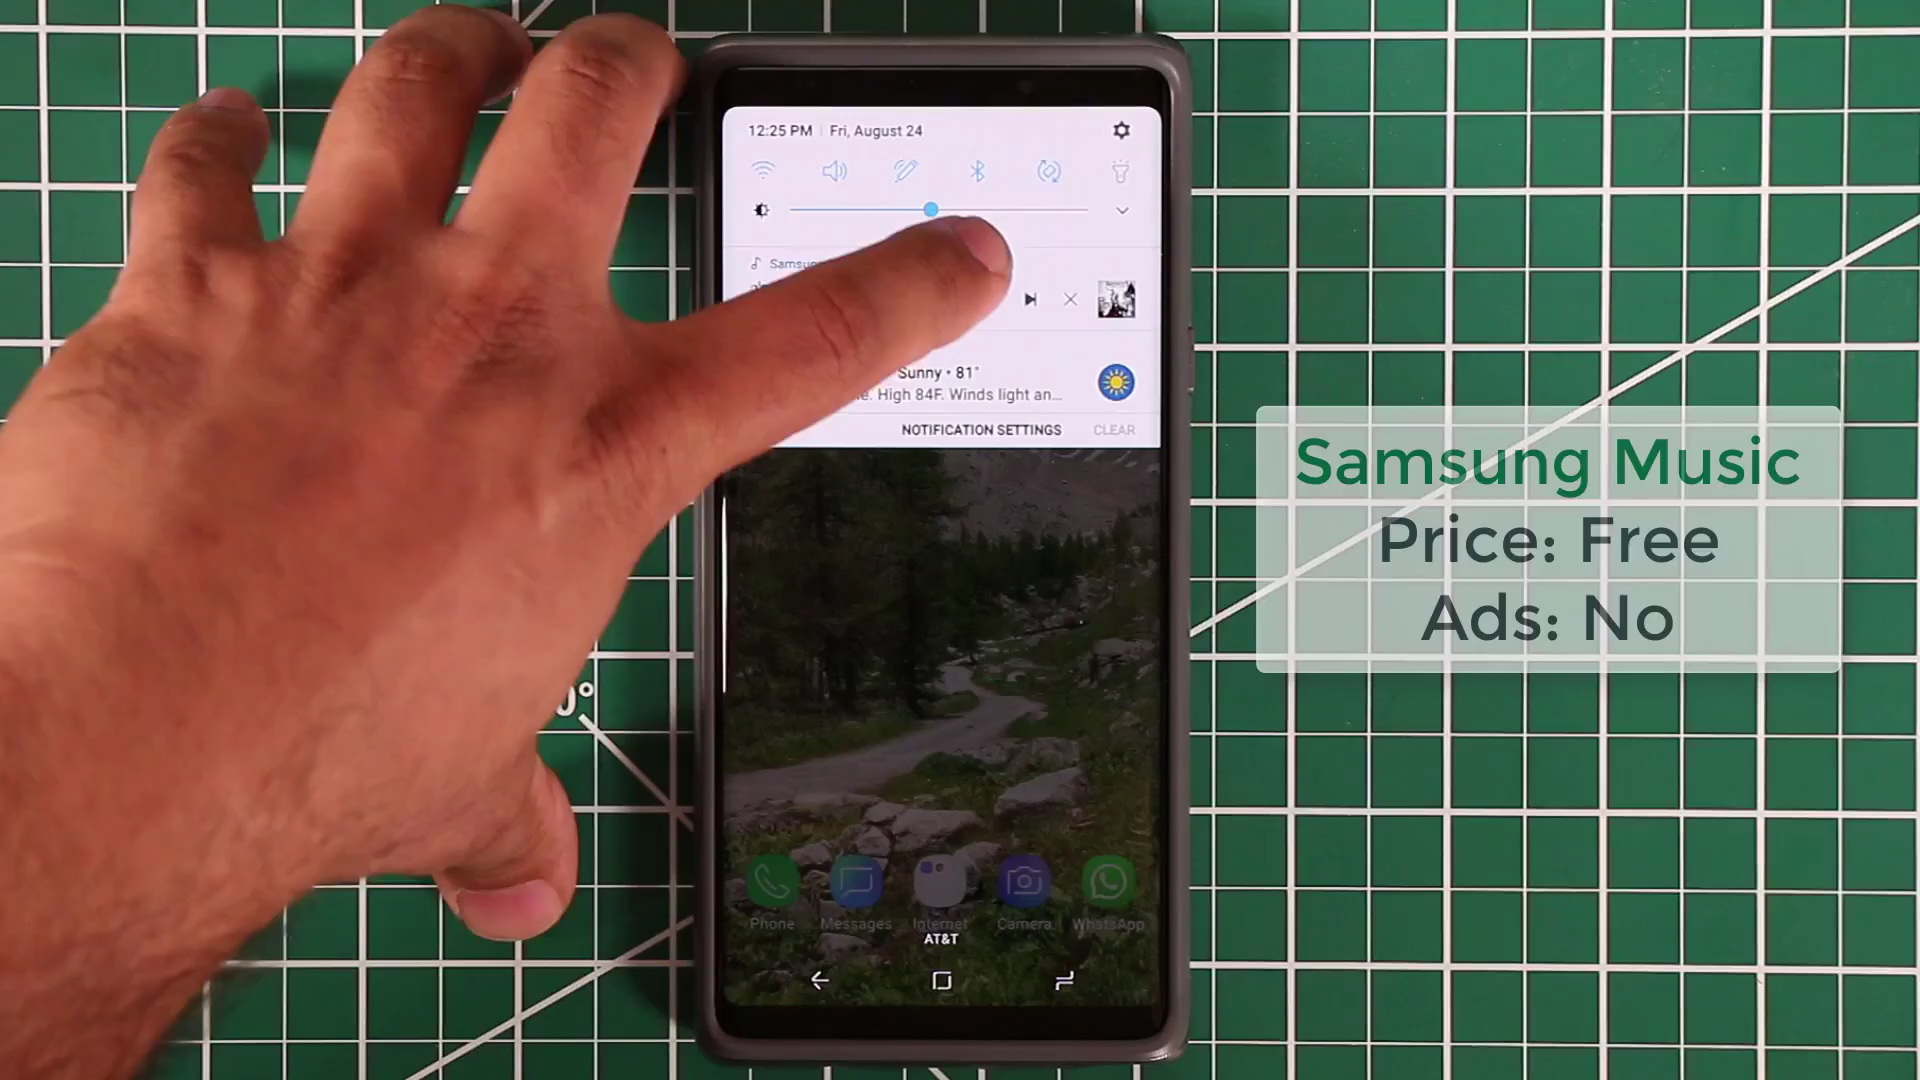 12:25 PM | Fri, August 24
Sunny • 81°
High 84F. Winds light an...
NOTIFICATION SETTINGS
CLEAR
Samsung Music
Price: Free
Ads: No
0°
Phone
Messages
Internet
Camera
WhatsApp
AT&T